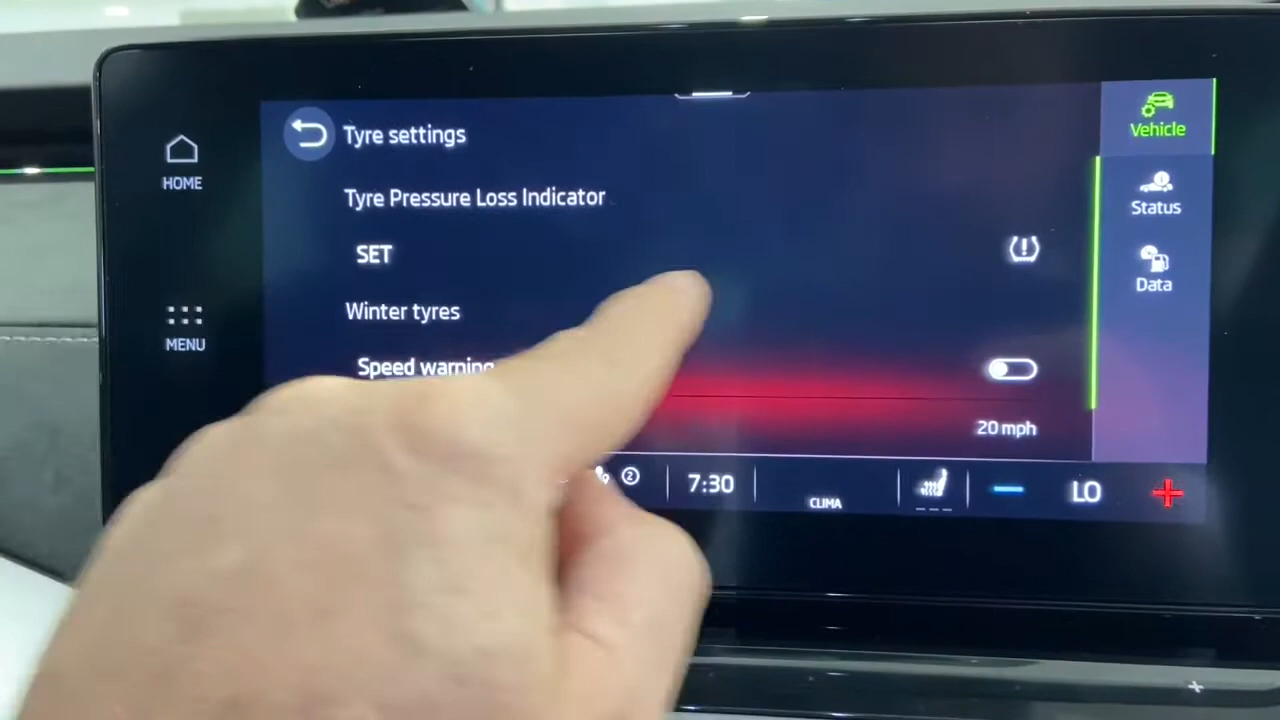 Tyre settings
Vehicle
HOME
Tyre Pressure Loss Indicator
Status
SET
Data
Winter tyres
MENU
Speed warning
20 mph
2
7:30
CLIMA
LO